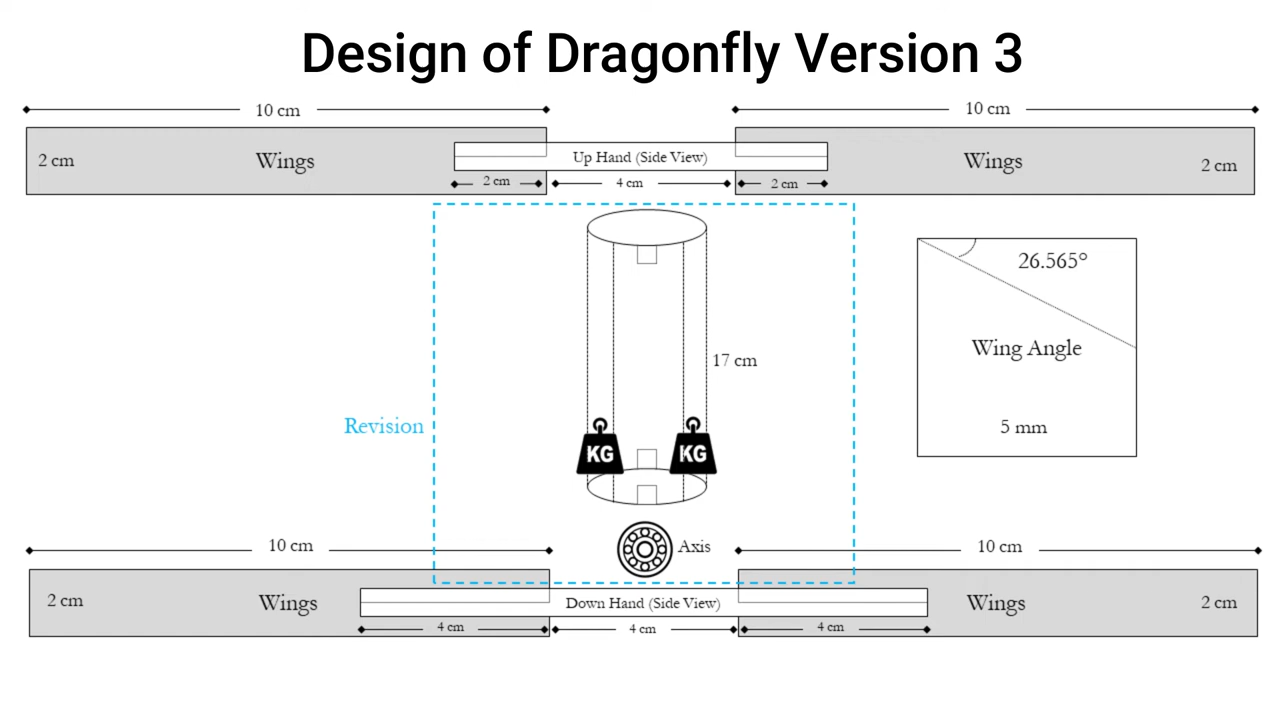 Design of Dragonfly Version 3
10 cm
10 cm
2 cm
Wings
Up Hand (Side View)
Wings
2 cm
2 cm
4 cm
2 cm
26.565°
Wing Angle
5 mm
17 cm
Revision
KG
KG
Axis
10 cm
10 cm
2 cm
Wings
Down Hand (Side View)
Wings
2 cm
4 cm
4 cm
4 cm